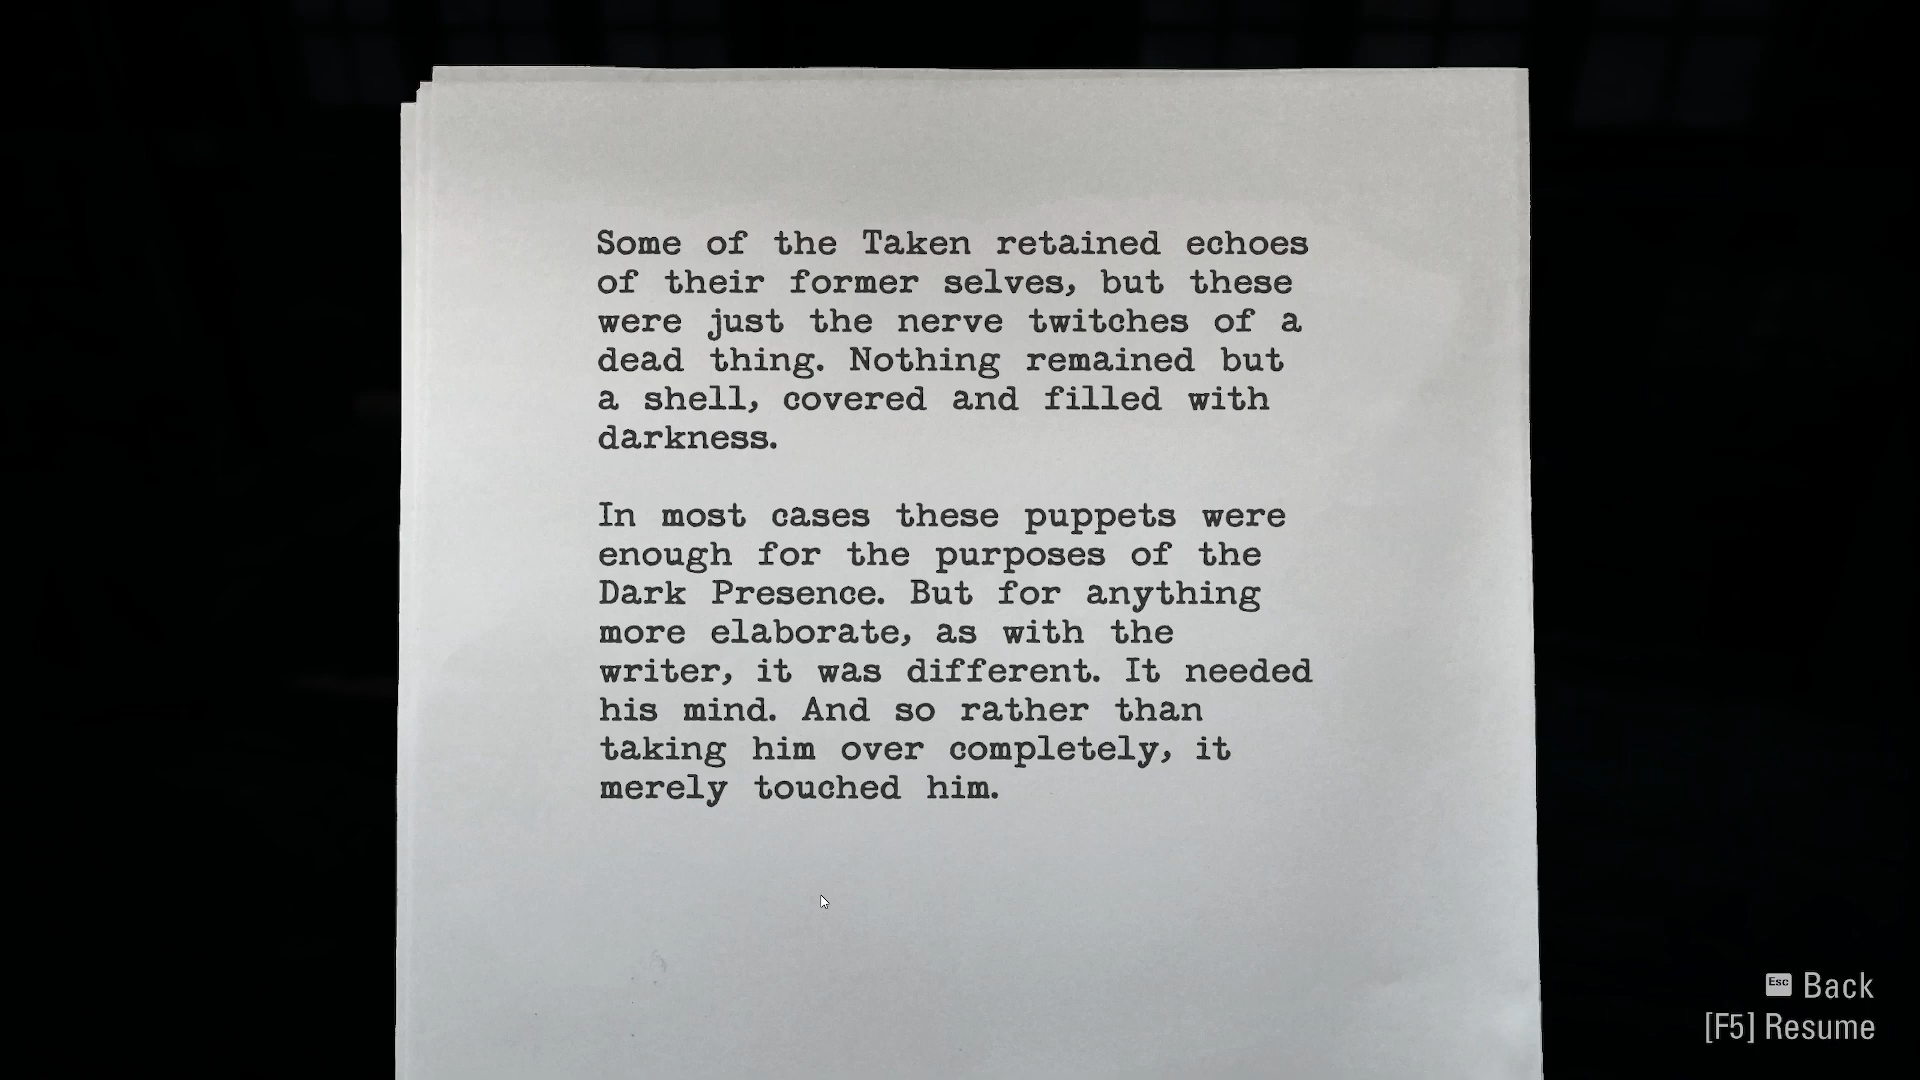 Some of the Taken retained echoes
of their former selves, but these
were just the nerve twitches of a
dead thing. Nothing remained but
a shell, covered and filled with
darkness.
In most cases these puppets were
enough for the purposes of the
Dark Presence. But for anything
more elaborate, as with the
writer, it was different. It needed
his mind. And so rather than
taking him over completely, it
merely touched him.
Esc Back
[F5] Resume